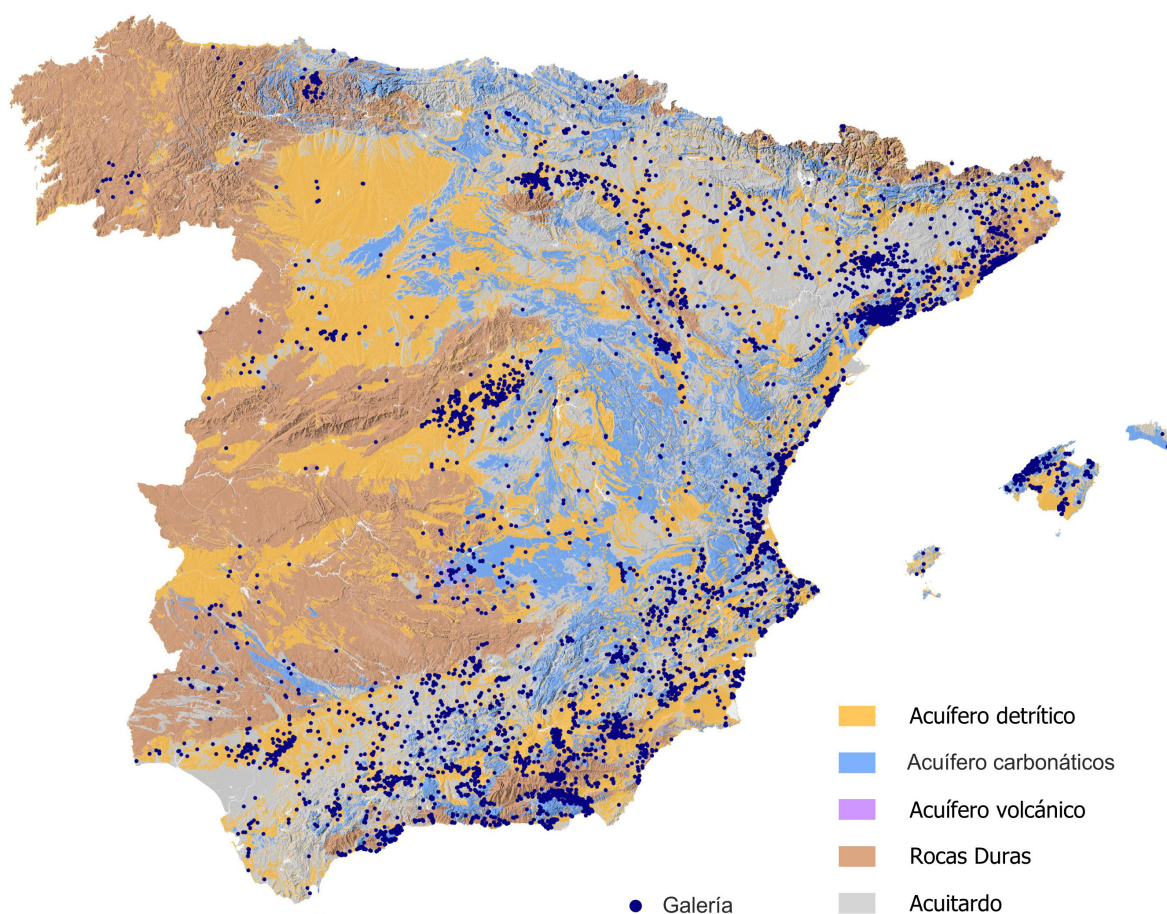 Acuífero detrítico
Acuífero carbonáticos
Acuífero volcánico
Rocas Duras
Acuitardo
Galería